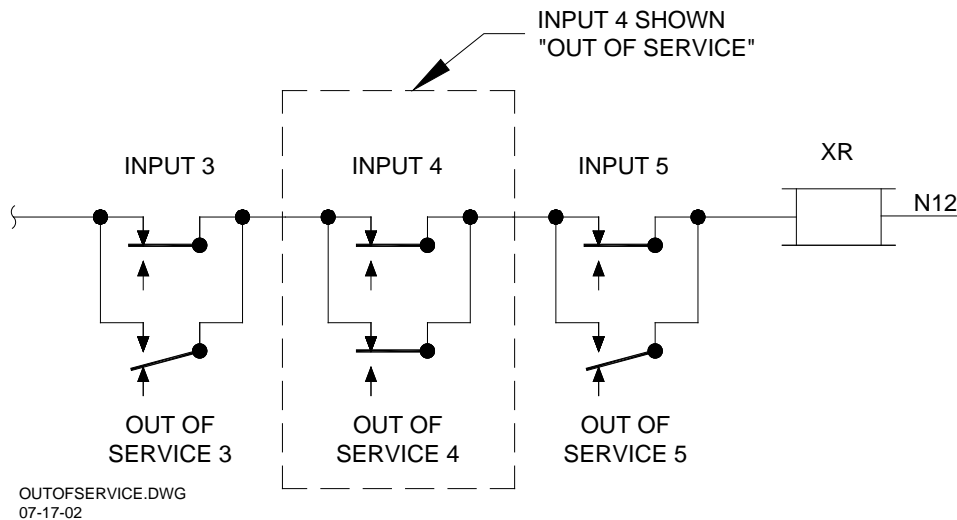 INPUT 4 SHOWN
"OUT OF SERVICE"
INPUT 3
INPUT 4
INPUT 5
XR
N12
OUT OF
SERVICE 3
OUT OF
SERVICE 4
OUT OF
SERVICE 5
OUTOFSERVICE.DWG
07-17-02